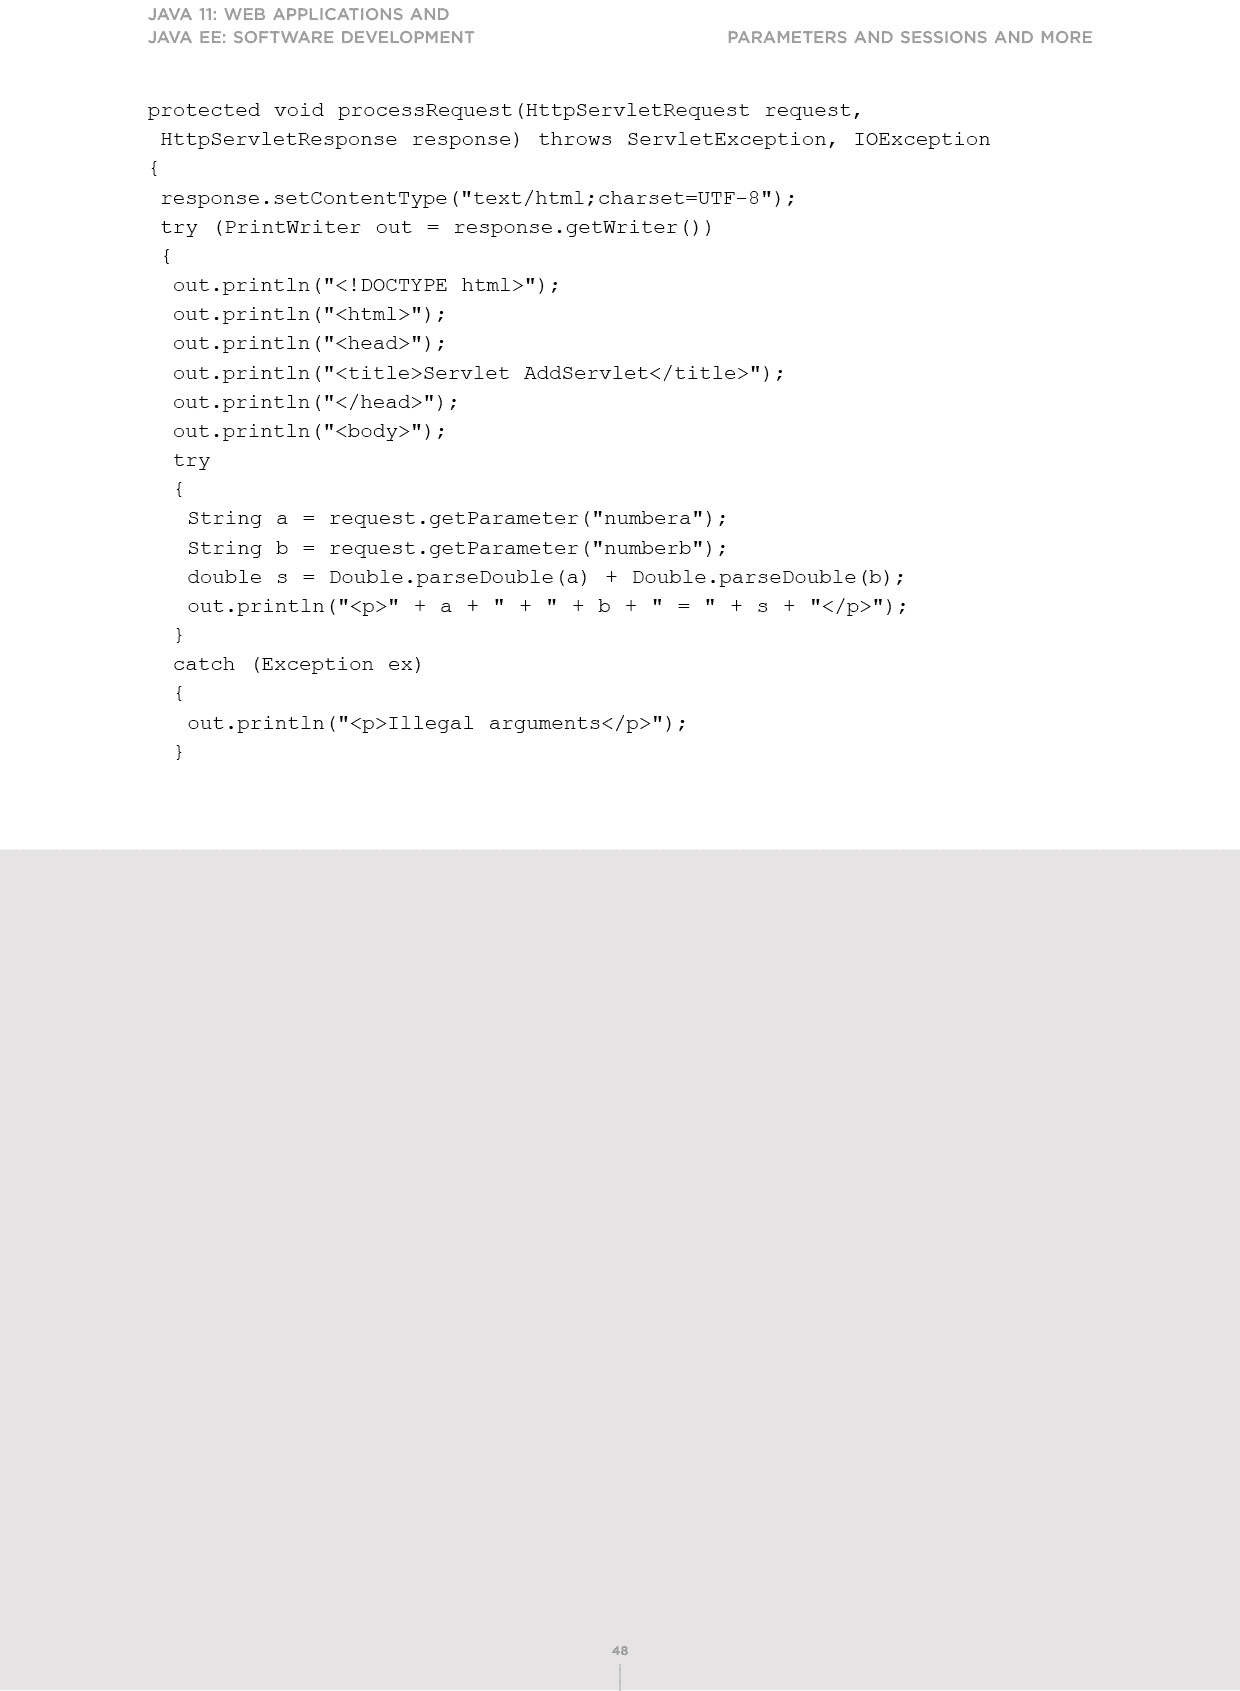 JAVA 11: WEB APPLICATIONS AND
JAVA EE: SOFTWARE DEVELOPMENT
PARAMETERS AND SESSIONS AND MORE
protected void processRequest(HttpServletRequest request,
 HttpServletResponse response) throws ServletException, IOException
{
 response.setContentType("text/html;charset=UTF-8");
 try (PrintWriter out = response.getWriter())
 {
  out.println("<!DOCTYPE html>");
  out.println("<html>");
  out.println("<head>");
  out.println("<title>Servlet AddServlet</title>");
  out.println("</head>");
  out.println("<body>");
  try
  {
   String a = request.getParameter("numbera");
   String b = request.getParameter("numberb");
   double s = Double.parseDouble(a) + Double.parseDouble(b);
   out.println("<p>" + a + " + " + b + " = " + s + "</p>");
  }
  catch (Exception ex)
  {
   out.println("<p>Illegal arguments</p>");
  }
48